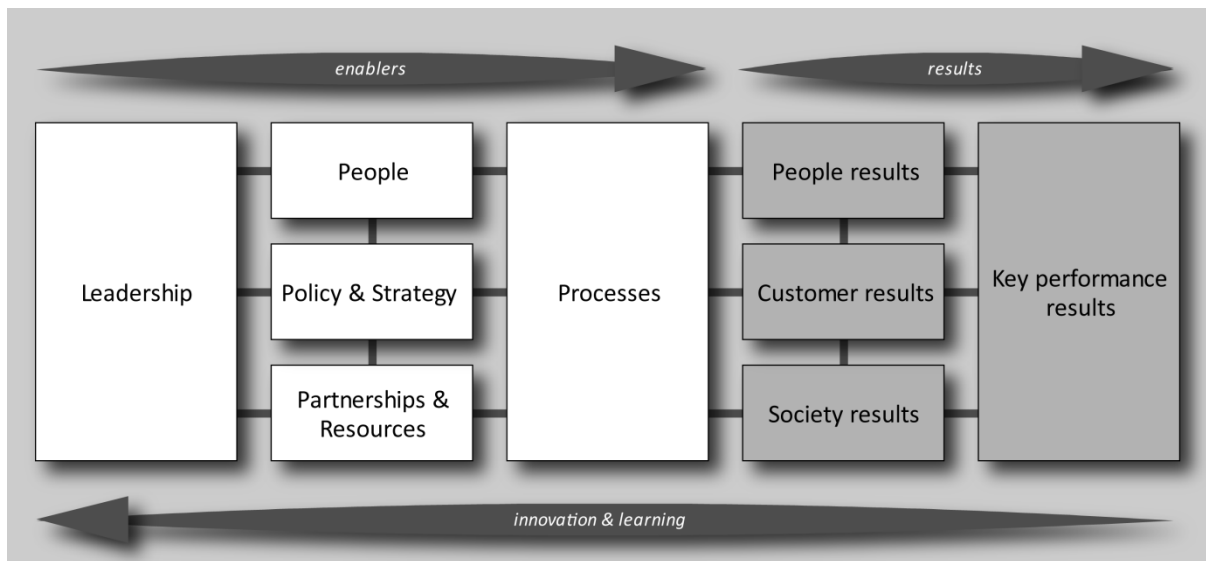 enablers
results
Leadership
People
Policy & Strategy
Partnerships &
Resources
Processes
People results
Customer results
Society results
Key performance
results
innovation & learning